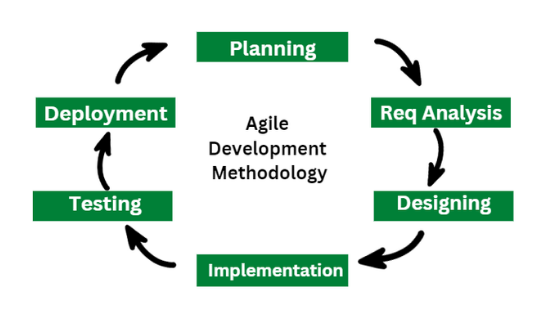 Planning
Req Analysis
Designing
Implementation
Testing
Deployment
Agile
Development
Methodology